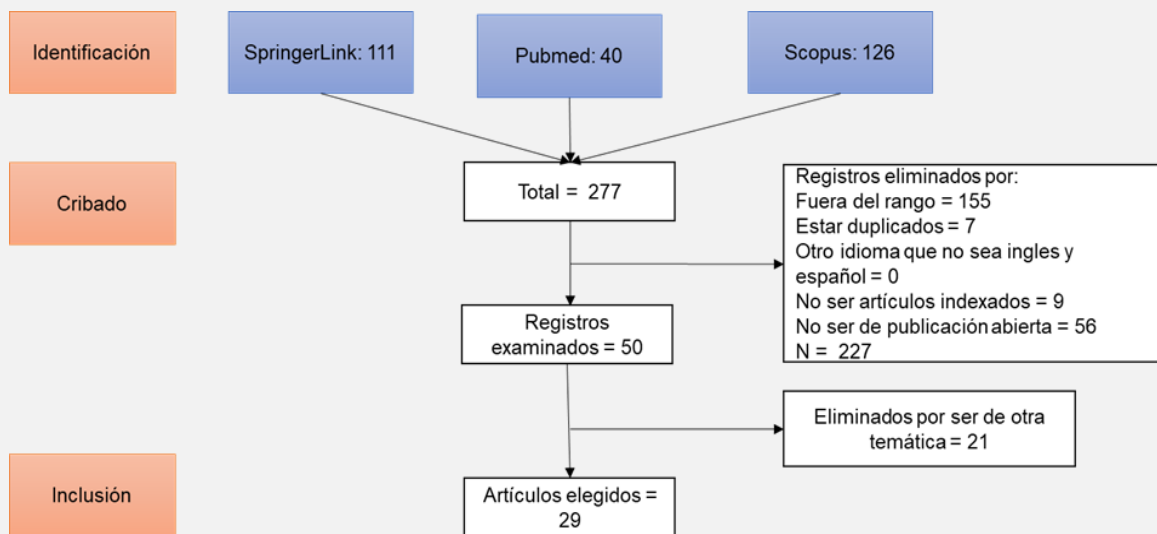 Identificación
SpringerLink: 111
Pubmed: 40
Scopus: 126
Cribado
Total = 277
Registros eliminados por:
Fuera del rango = 155
Estar duplicados = 7
Otro idioma que no sea ingles y
español = 0
No ser artículos indexados = 9
No ser de publicación abierta = 56
N = 227
Registros
examinados = 50
Eliminados por ser de otra
temática = 21
Inclusión
Artículos elegidos =
29